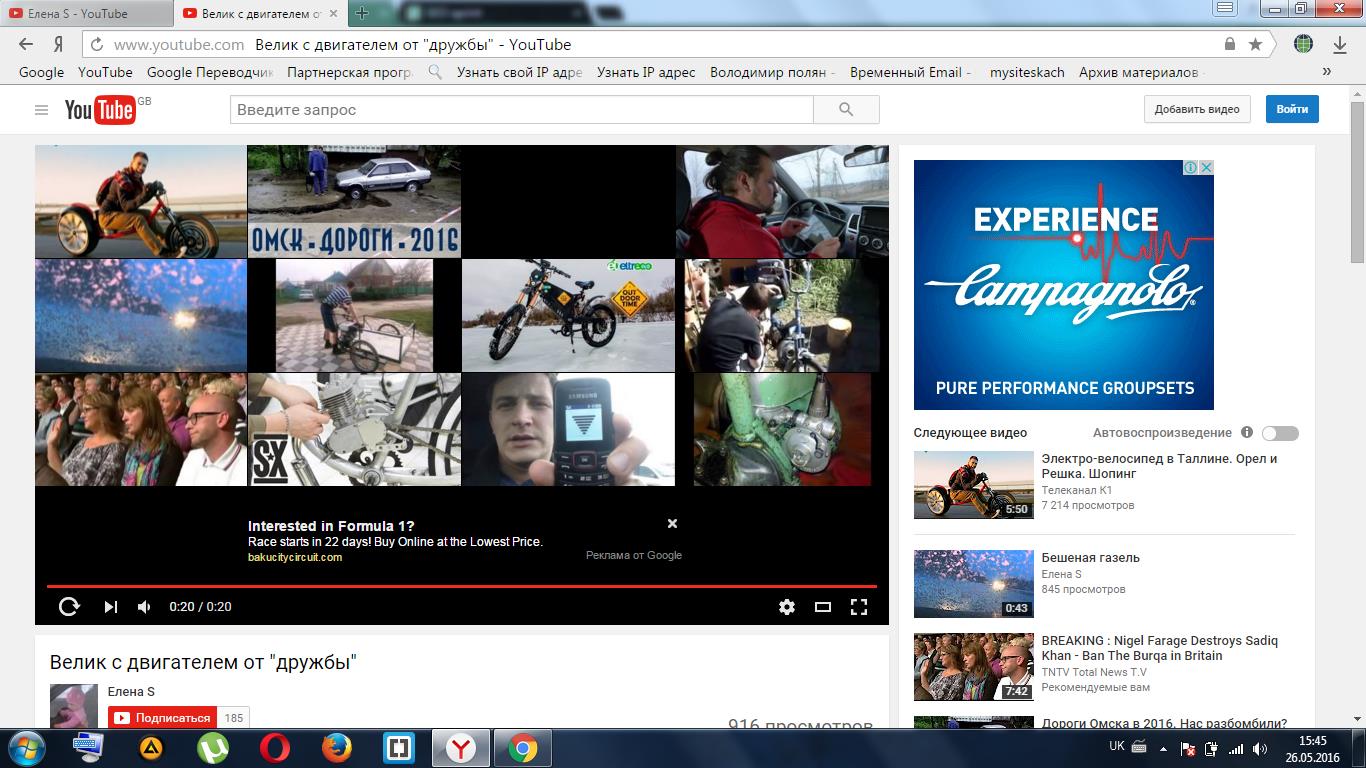 Елена S - YouTube
Велик с двигателем от
Я www.youtube.com Велик с двигателем от "дружбы" - YouTube
Google YouTube Google Переводчик Партнерская прогр Узнать свой IP адре Узнать IP адрес Володимир полян - Временный Email - mysiteskach Архив материалов - »
YouTube GB
Введите запрос
Добавить видео
Войти
ОМСК-ДОРОГИ-2016
eltreco
OUT DOOR TIME
SX
SAMSUNG
Interested in Formula 1?
Race starts in 22 days! Buy Online at the Lowest Price.
bakucitycircuit.com
Реклама от Google
0:20 / 0:20
Велик с двигателем от "дружбы"
Елена S
Подписаться 185
916 просмотров
EXPERIENCE
Campagnolo®
PURE PERFORMANCE GROUPSETS
Следующее видео Автовоспроизведение
Электро-велосипед в Таллине. Орел и
Решка. Шопинг
Телеканал К1
7 214 просмотров
5:50
Бешеная газель
Елена S
845 просмотров
0:43
BREAKING : Nigel Farage Destroys Sadiq
Khan - Ban The Burqa in Britain
TNTV Total News T.V
Рекомендуемые вам
7:42
Дороги Омска в 2016. Нас разбомбили?
UK
15:45
26.05.2016